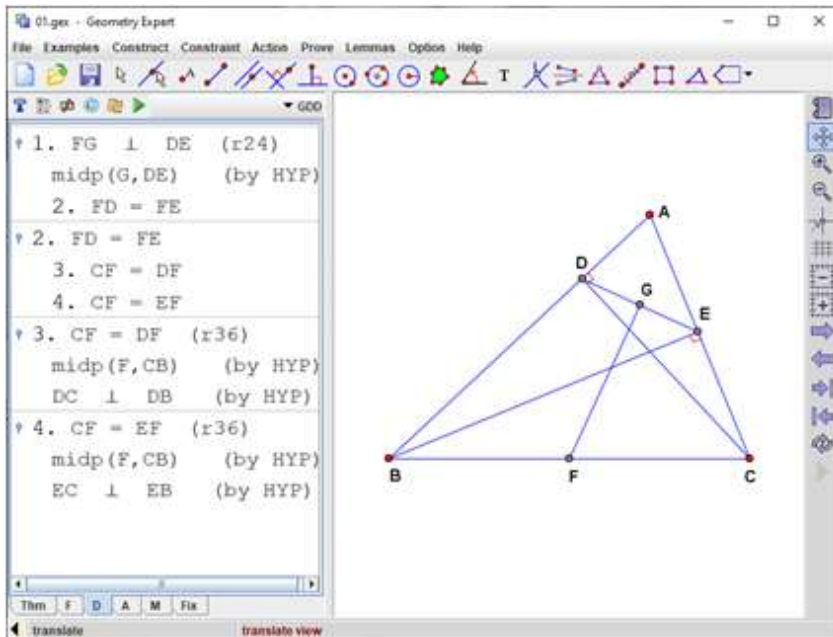 01.gex - Geometry Expert
File Examples Construct Constraint Action Prove Lemmas Option Help
A T
GDD
1. FG ⊥ DE (r24)
midp(G,DE) (by HYP)
2. FD = FE
2. FD = FE
3. CF = DF
4. CF = EF
3. CF = DF (r36)
midp(F,CB) (by HYP)
DC ⊥ DB (by HYP)
4. CF = EF (r36)
midp(F,CB) (by HYP)
EC ⊥ EB (by HYP)
A
D
G
E
B F C
Thm F D A M Fix
translate translate view